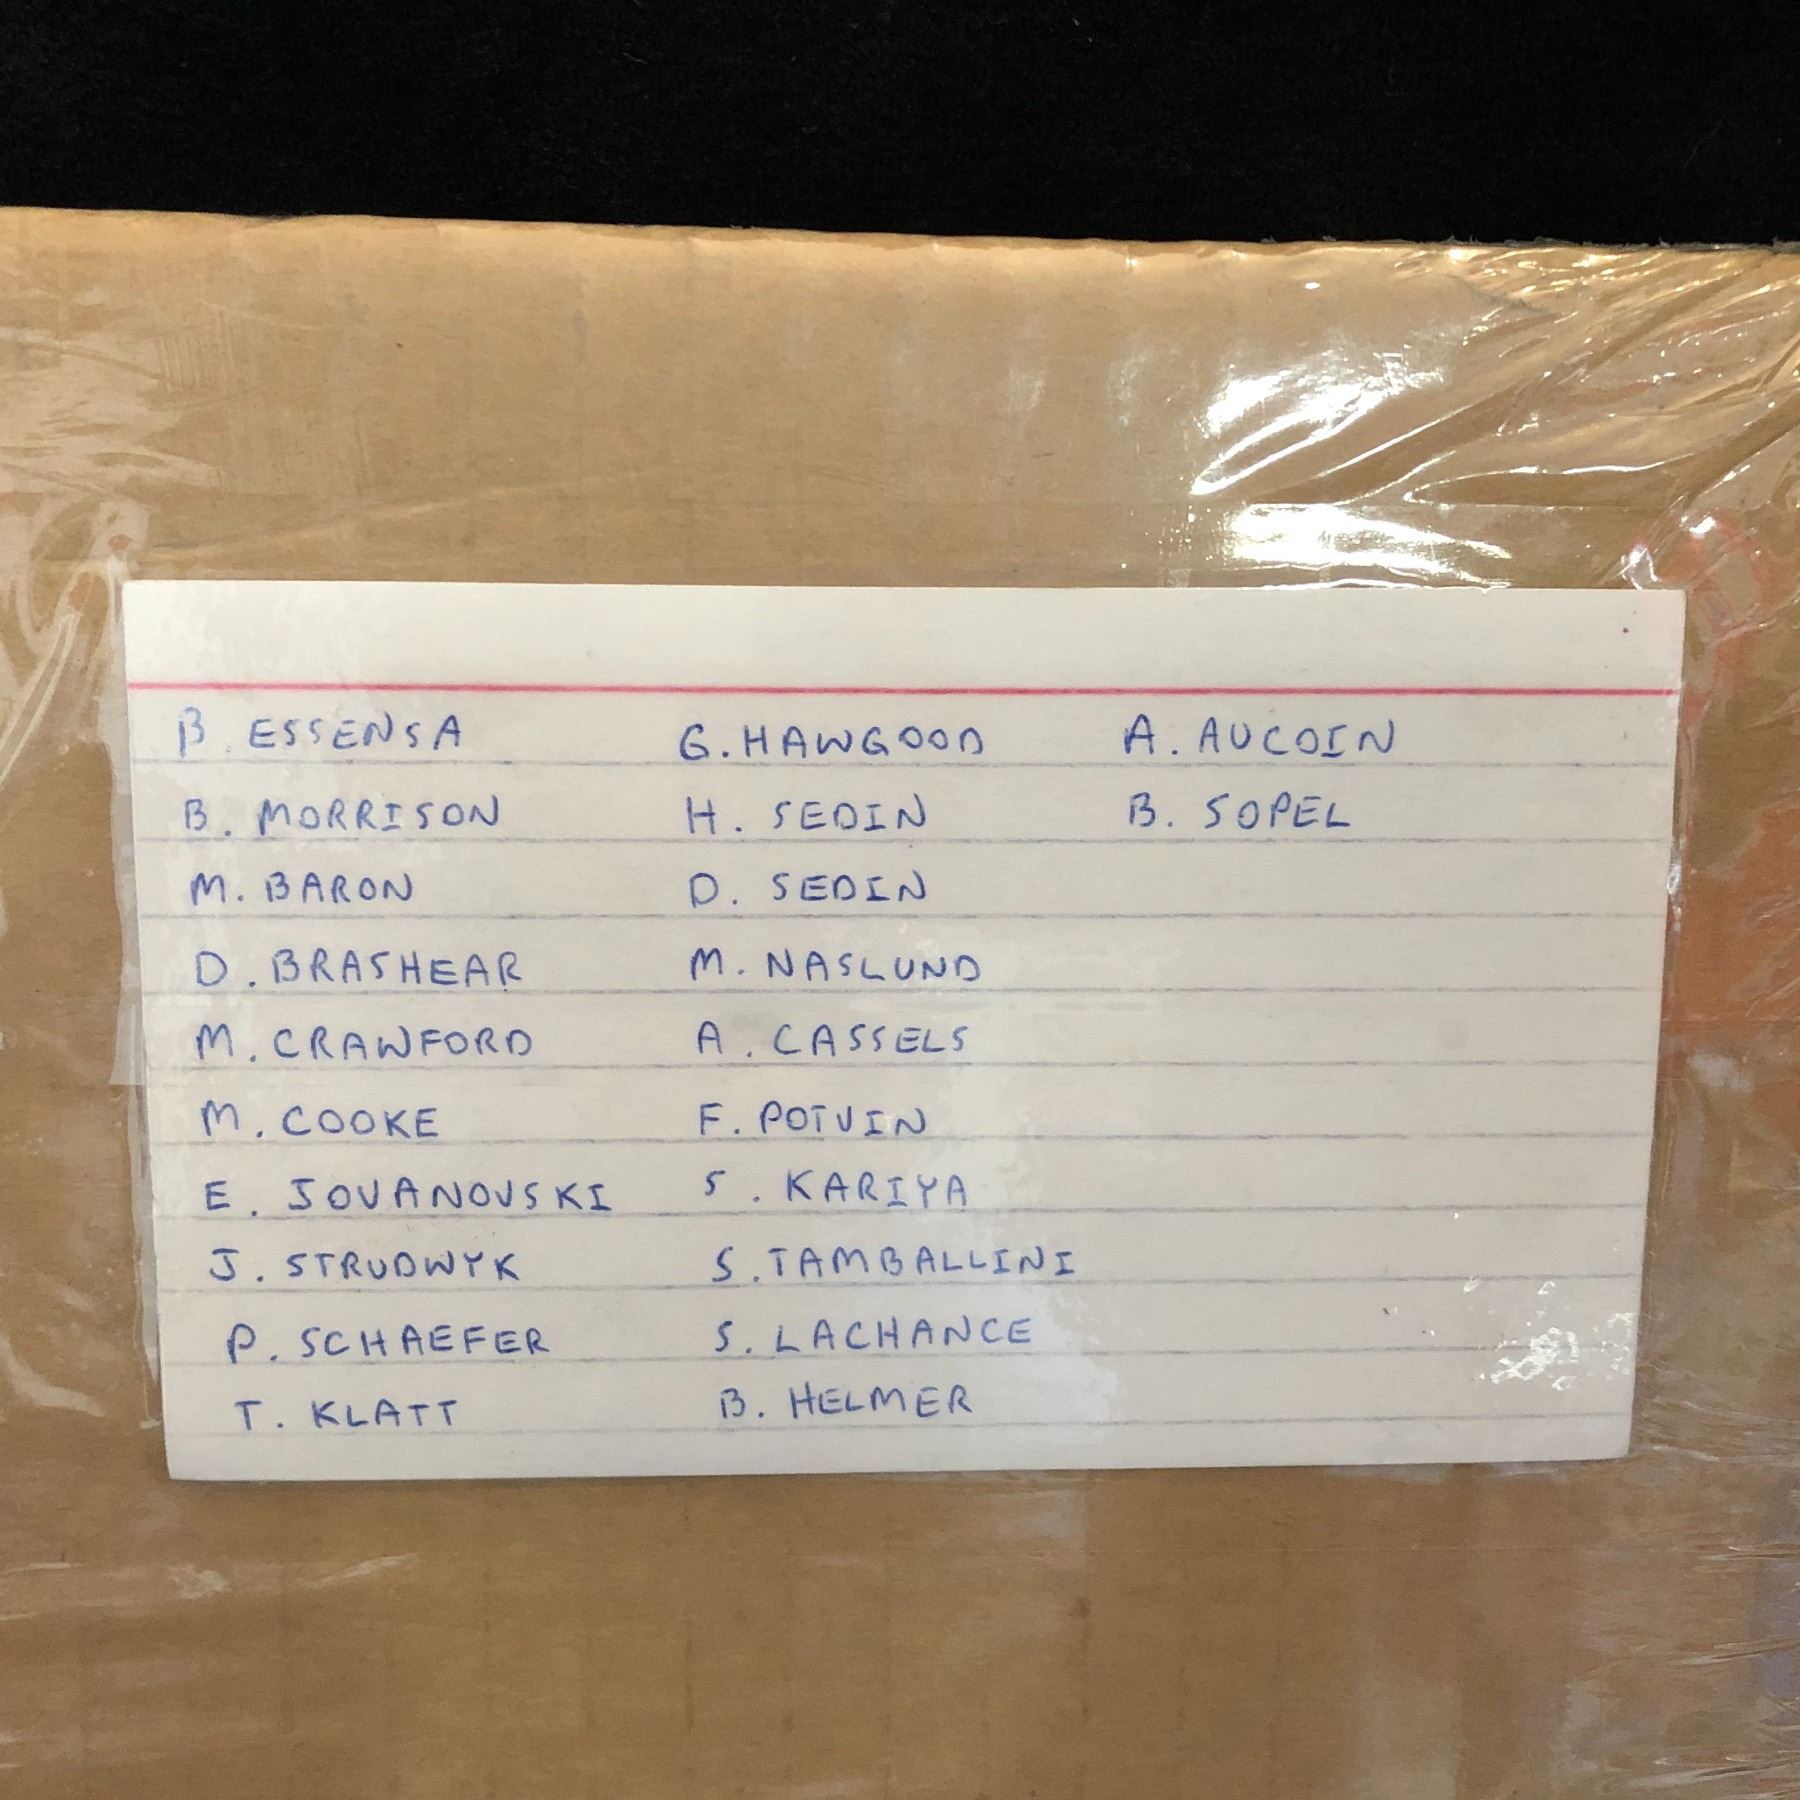 B. ESSENSA
B. MORRISON
M. BARON
D. BRASHEAR
M. CRAWFORD
M. COOKE
E. JOVANOVSKI
J. STRUDWYK
P. SCHAEFER
T. KLATT
G. HAWGOOD
H. SEDIN
D. SEDIN
M. NASLUND
A. CASSELS
F. POTVIN
S. KARIYA
S. TAMBALLINI
S. LACHANCE
B. HELMER
A. AUCOIN
B. SOPEL